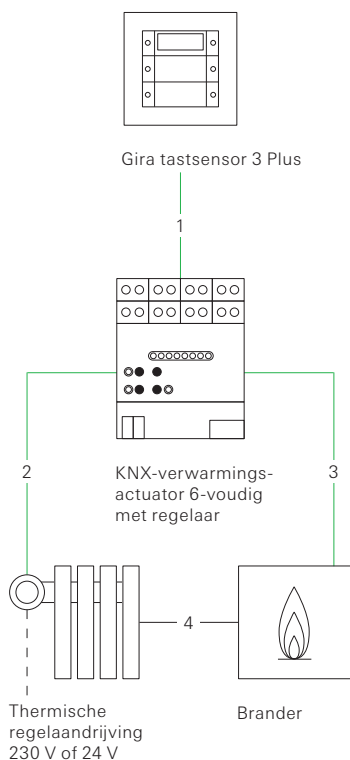 Gira tastsensor 3 Plus
1
2
3
KNX-verwarmings-
actuator 6-voudig
met regelaar
4
Thermische
regelaandrijving
230 V of 24 V
Brander